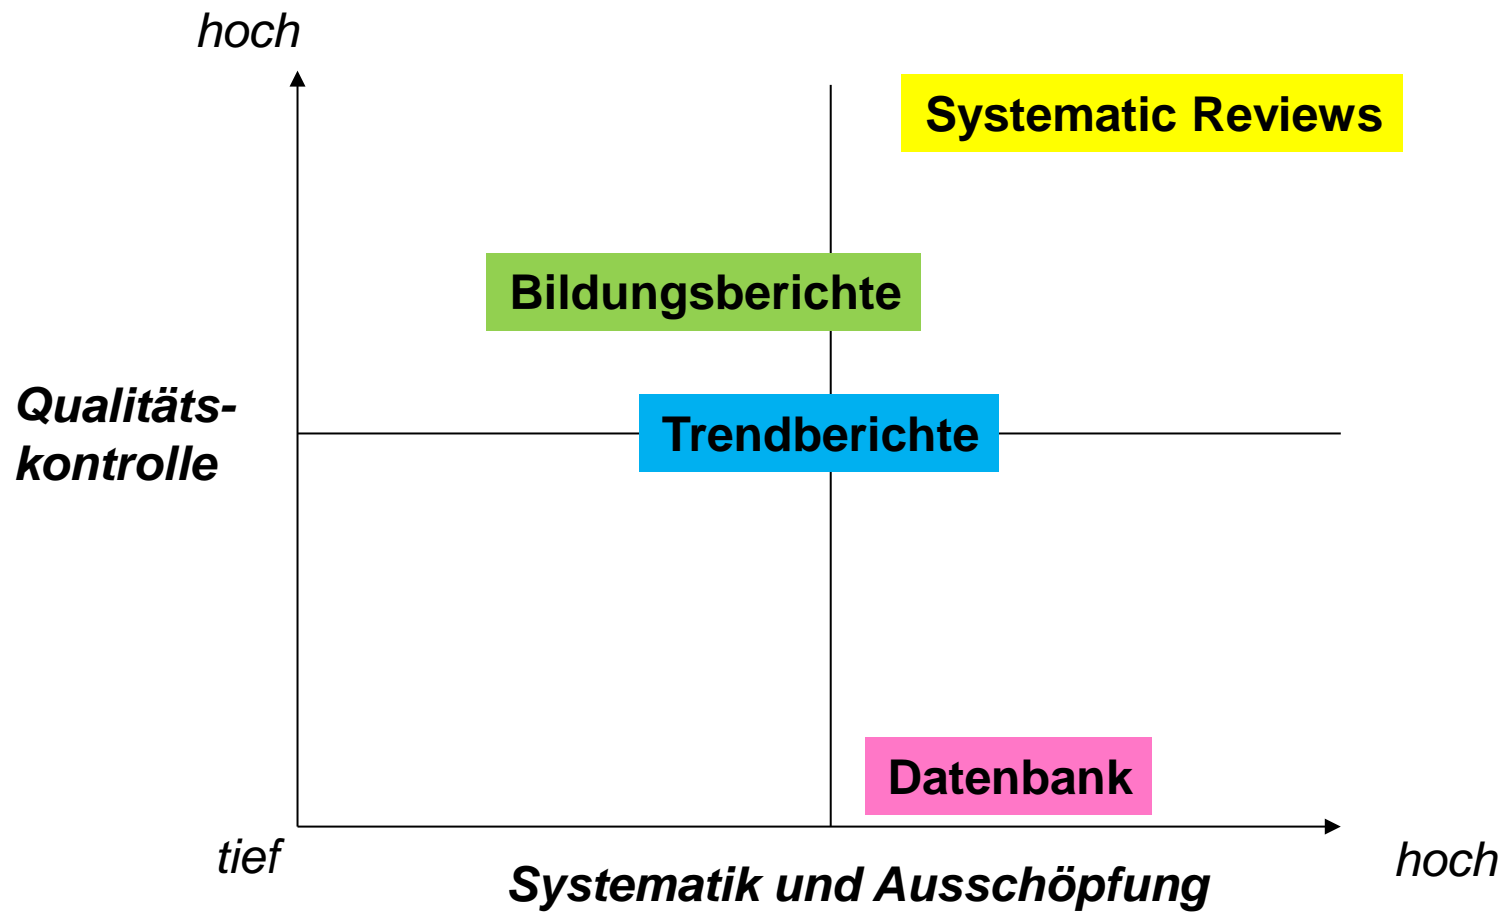 hoch
Systematic Reviews
Bildungsberichte
Qualitäts-
kontrolle
Trendberichte
Datenbank
tief
hoch
Systematik und Ausschöpfung